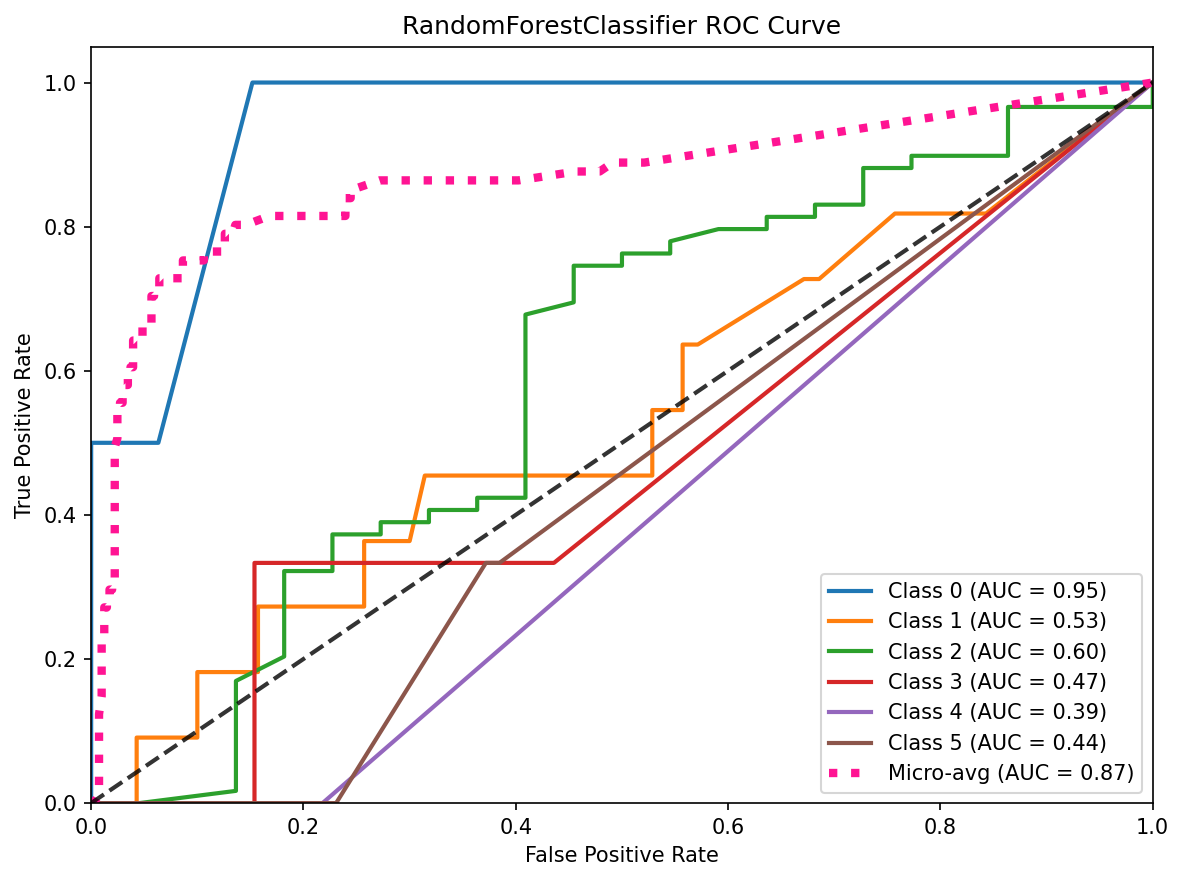 RandomForestClassifier ROC Curve
True Positive Rate
1.0
0.8
0.6
0.4
0.2
0.0
0.0 0.2 0.4 0.6 0.8 1.0
False Positive Rate
Class 0 (AUC = 0.95)
Class 1 (AUC = 0.53)
Class 2 (AUC = 0.60)
Class 3 (AUC = 0.47)
Class 4 (AUC = 0.39)
Class 5 (AUC = 0.44)
Micro-avg (AUC = 0.87)